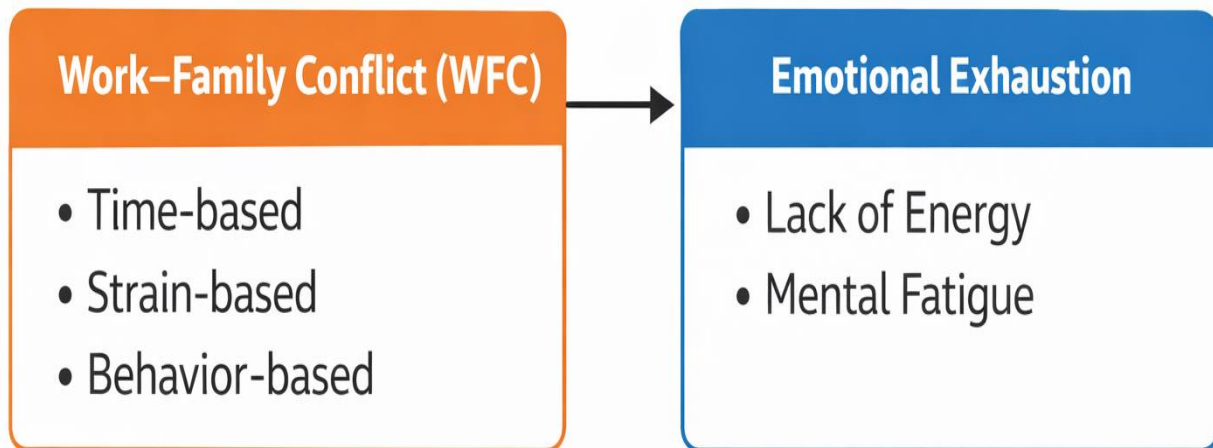 Work–Family Conflict (WFC)
• Time-based
• Strain-based
• Behavior-based
Emotional Exhaustion
• Lack of Energy
• Mental Fatigue